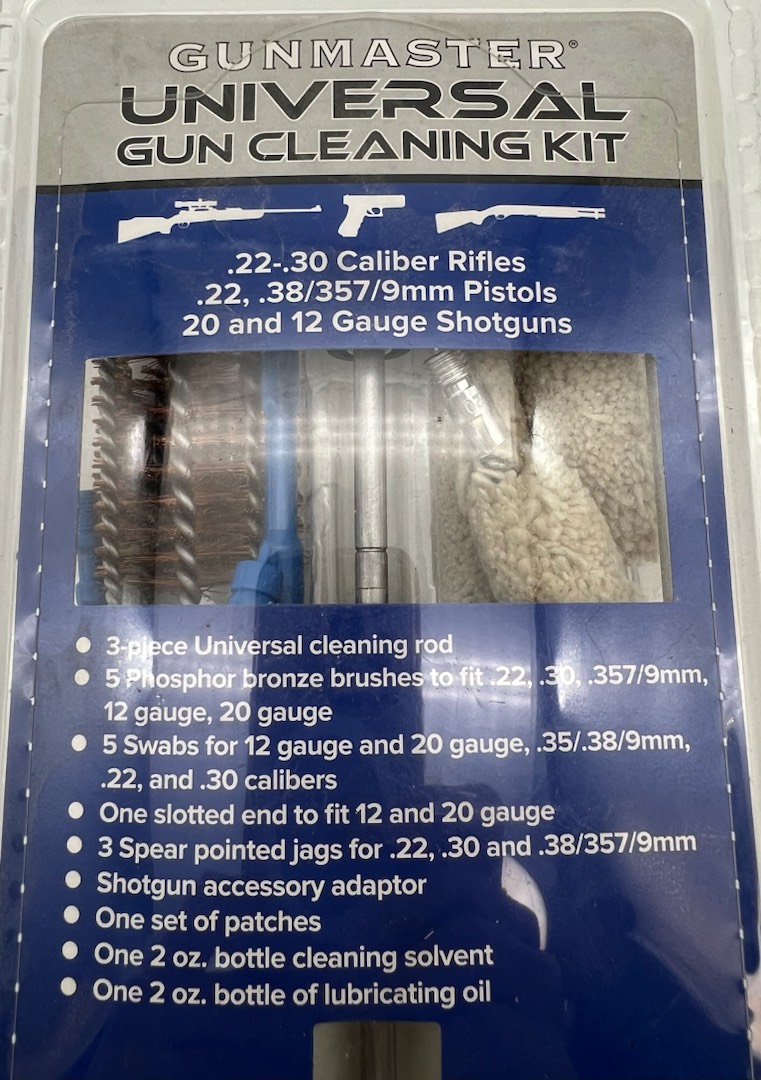 GUNMASTER®
UNIVERSAL
GUN CLEANING KIT
.22-.30 Caliber Rifles
.22, .38/357/9mm Pistols
20 and 12 Gauge Shotguns
• 3-piece Universal cleaning rod
• 5 Phosphor bronze brushes to fit .22, .30, .357/9mm,
12 gauge, 20 gauge
• 5 Swabs for 12 gauge and 20 gauge, .35/.38/9mm,
.22, and .30 calibers
• One slotted end to fit 12 and 20 gauge
• 3 Spear pointed jags for .22, .30 and .38/357/9mm
• Shotgun accessory adaptor
• One set of patches
• One 2 oz. bottle cleaning solvent
• One 2 oz. bottle of lubricating oil